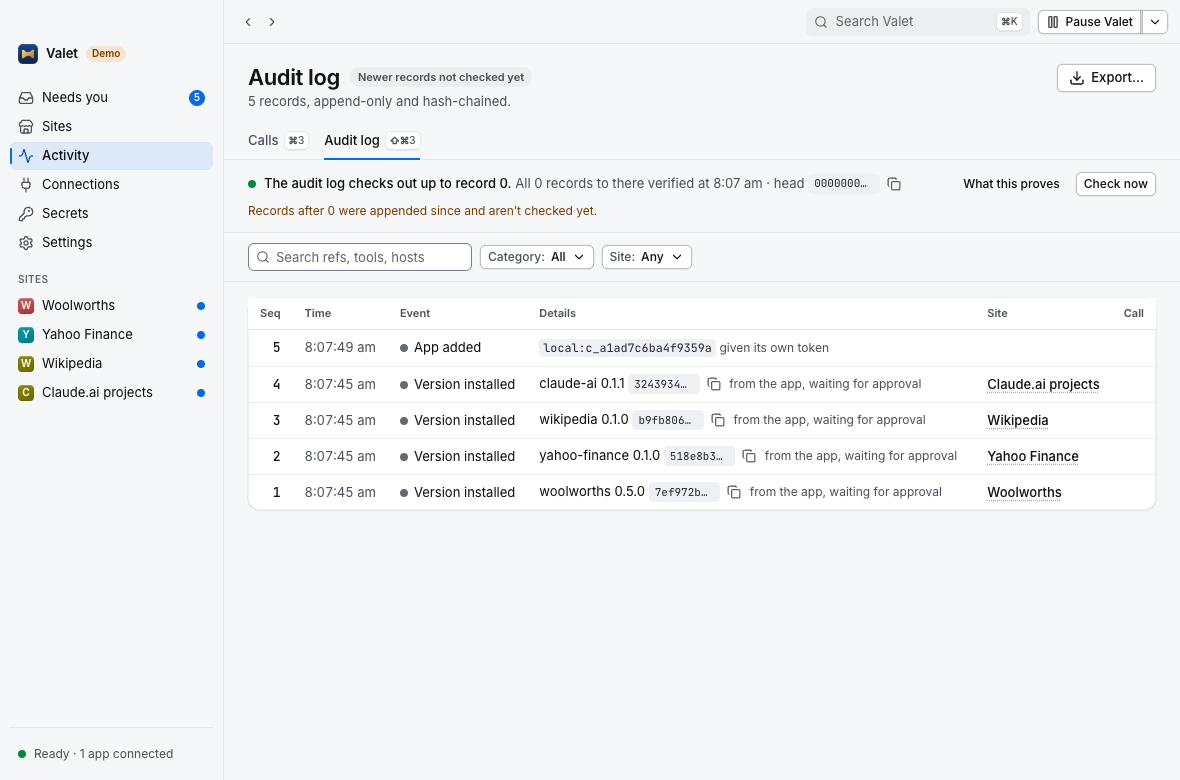 Search Valet ⌘K Pause Valet
Valet Demo
Needs you 5
Sites
Activity
Connections
Secrets
Settings
SITES
W Woolworths
Y Yahoo Finance
W Wikipedia
C Claude.ai projects
Ready · 1 app connected
Audit log Newer records not checked yet Export…
5 records, append-only and hash-chained.
Calls ⌘3 Audit log ⇧⌘3
The audit log checks out up to record 0. All 0 records to there verified at 8:07 am · head 0000000… What this proves Check now
Records after 0 were appended since and aren’t checked yet.
Search refs, tools, hosts Category: All Site: Any
Seq Time Event Details Site Call
5 8:07:49 am App added local:c_a1ad7c6ba4f9359a given its own token
4 8:07:45 am Version installed claude-ai 0.1.1 3243934… from the app, waiting for approval Claude.ai projects
3 8:07:45 am Version installed wikipedia 0.1.0 b9fb806… from the app, waiting for approval Wikipedia
2 8:07:45 am Version installed yahoo-finance 0.1.0 518e8b3… from the app, waiting for approval Yahoo Finance
1 8:07:45 am Version installed woolworths 0.5.0 7ef972b… from the app, waiting for approval Woolworths